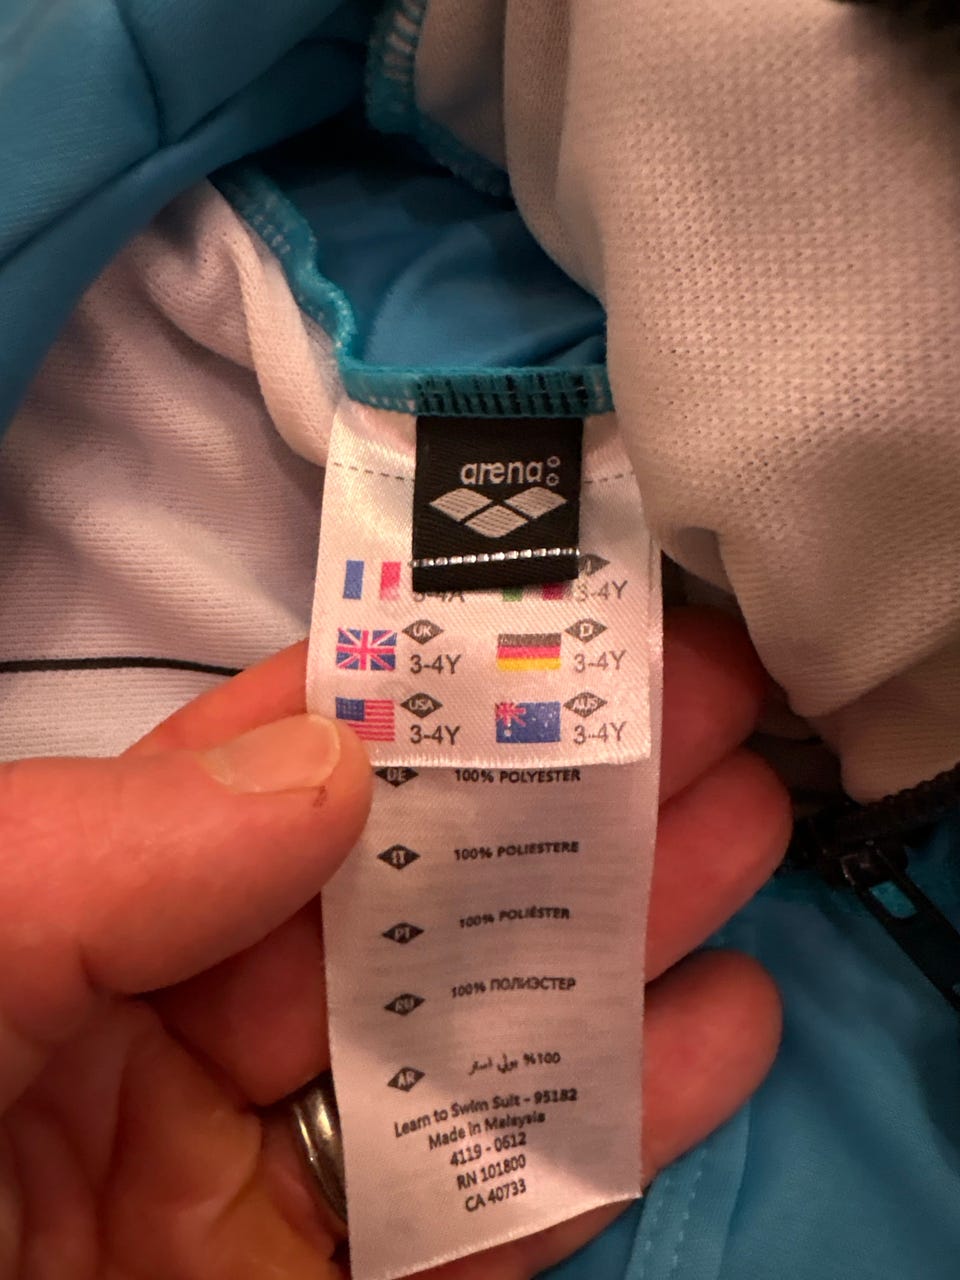 arena
3-4A 3-4Y
UK D
3-4Y 3-4Y
USA AUS
3-4Y 3-4Y
DE 100% POLYESTER
IT 100% POLIESTERE
PT 100% POLIÉSTER
RU 100% ПОЛИЭСТЕР
AR %100 بولي استر
Learn to Swim Suit - 95182
Made in Malaysia
4119 - 0612
RN 101800
CA 40733